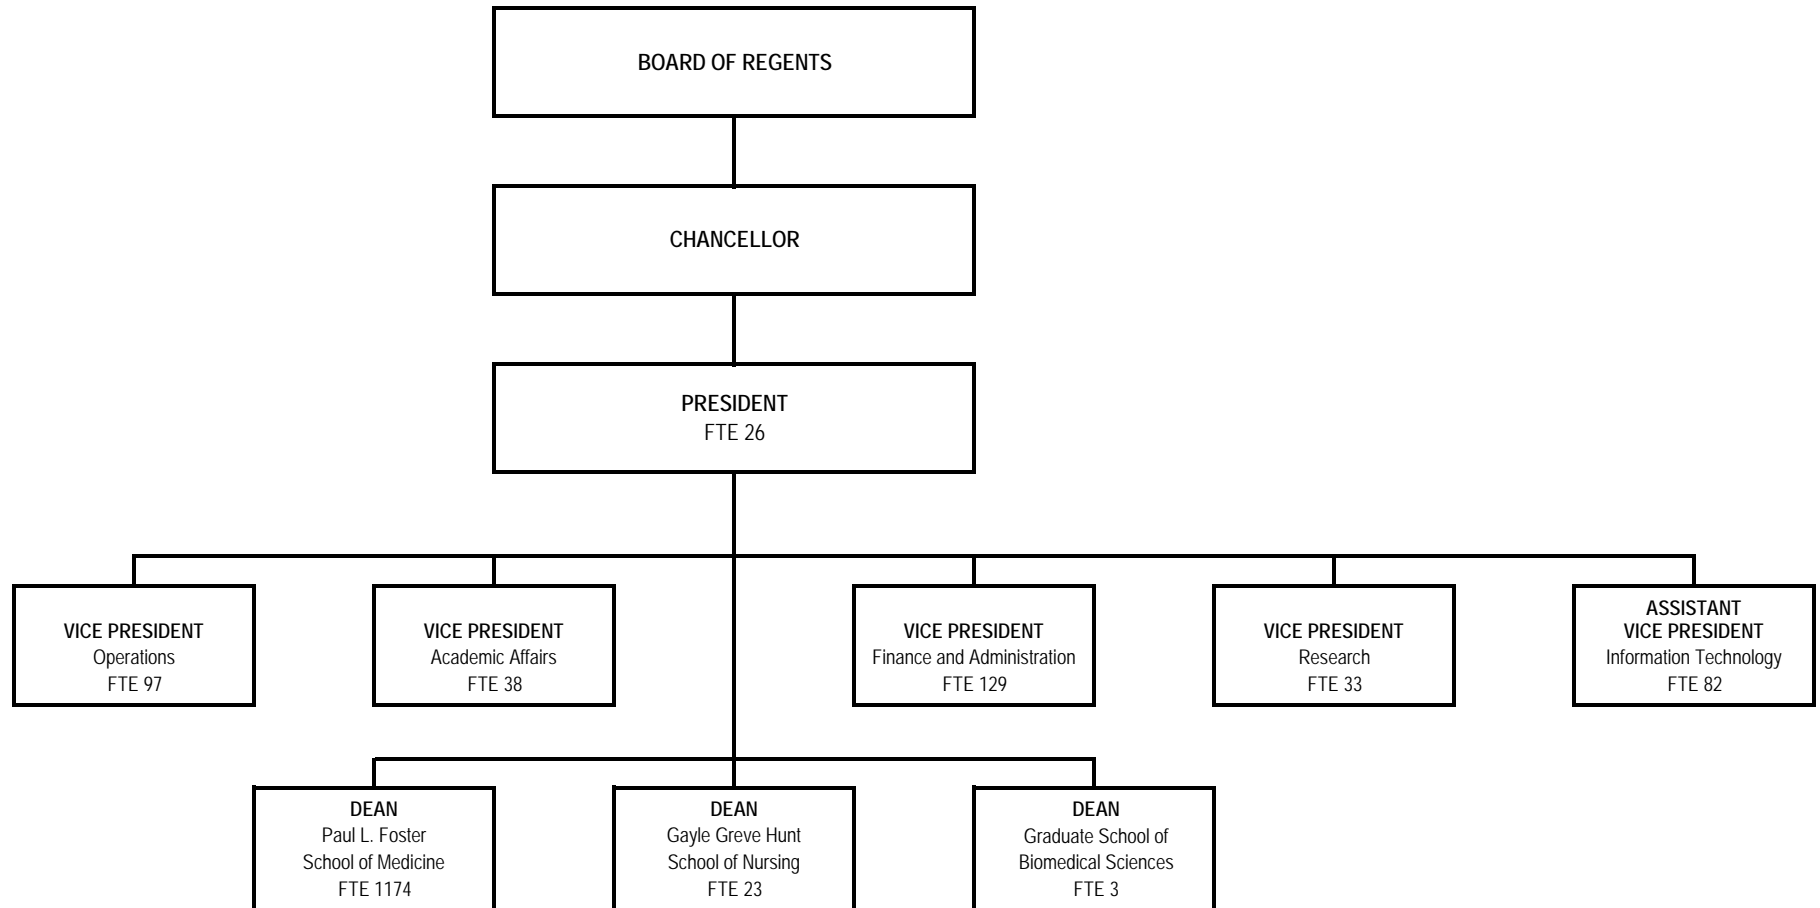 BOARD OF REGENTS
CHANCELLOR
PRESIDENT
FTE 26
VICE PRESIDENT
Operations
FTE 97
VICE PRESIDENT
Academic Affairs
FTE 38
VICE PRESIDENT
Finance and Administration
FTE 129
VICE PRESIDENT
Research
FTE 33
ASSISTANT
VICE PRESIDENT
Information Technology
FTE 82
DEAN
Paul L. Foster
School of Medicine
FTE 1174
DEAN
Gayle Greve Hunt
School of Nursing
FTE 23
DEAN
Graduate School of
Biomedical Sciences
FTE 3